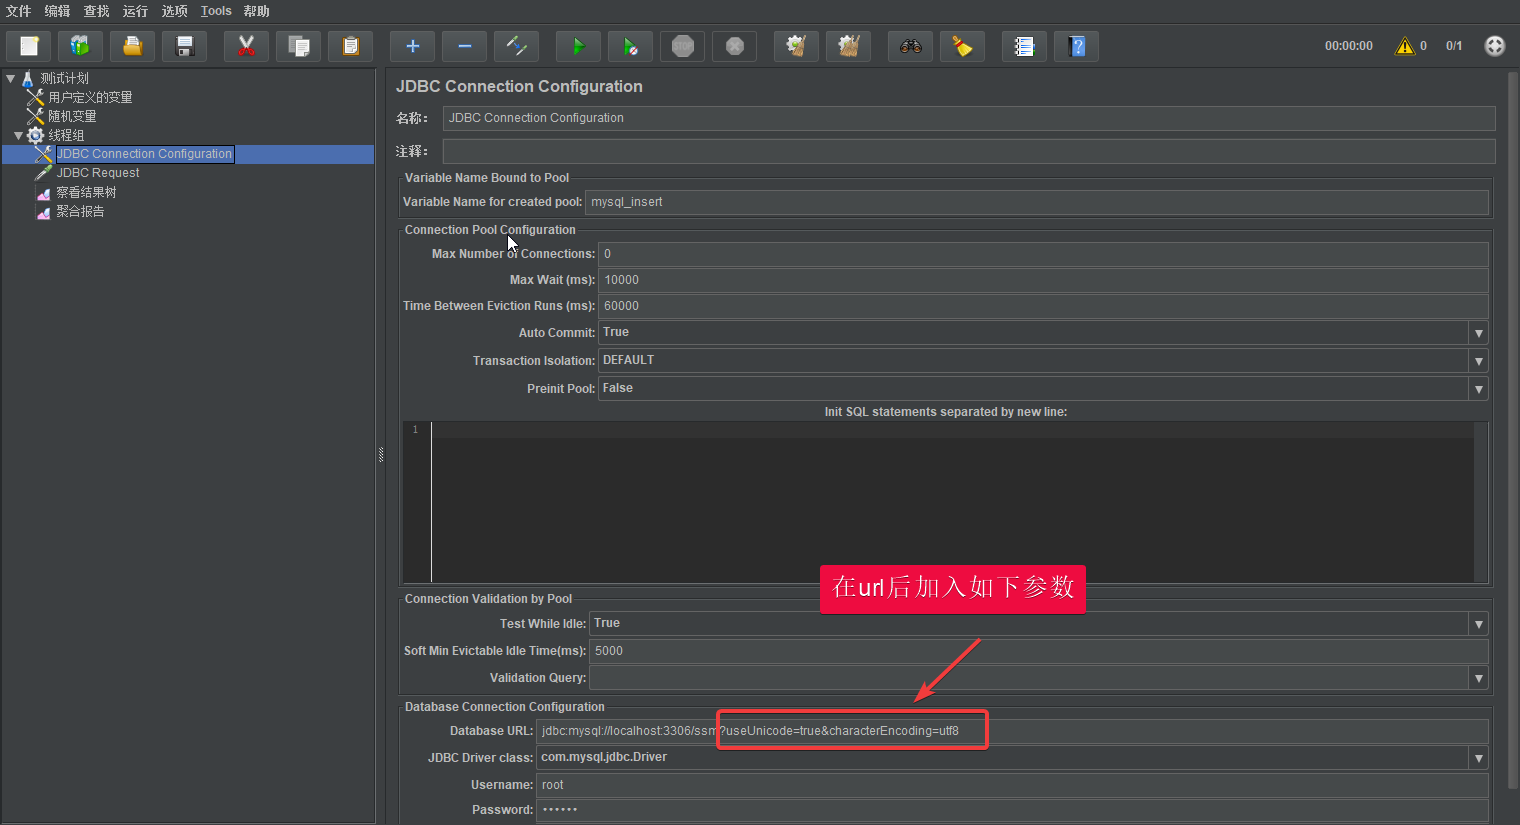 文件 编辑 查找 运行 选项 Tools 帮助
STOP
00:00:00 0 0/1
测试计划
用户定义的变量
随机变量
线程组
JDBC Connection Configuration
JDBC Request
察看结果树
聚合报告
JDBC Connection Configuration
名称: JDBC Connection Configuration
注释:
Variable Name Bound to Pool
Variable Name for created pool: mysql_insert
Connection Pool Configuration
Max Number of Connections: 0
Max Wait (ms): 10000
Time Between Eviction Runs (ms): 60000
Auto Commit: True
Transaction Isolation: DEFAULT
Preinit Pool: False
Init SQL statements separated by new line:
1
在url后加入如下参数
Connection Validation by Pool
Test While Idle: True
Soft Min Evictable Idle Time(ms): 5000
Validation Query:
Database Connection Configuration
Database URL: jdbc:mysql://localhost:3306/ssm?useUnicode=true&characterEncoding=utf8
JDBC Driver class: com.mysql.jdbc.Driver
Username: root
Password: ••••••